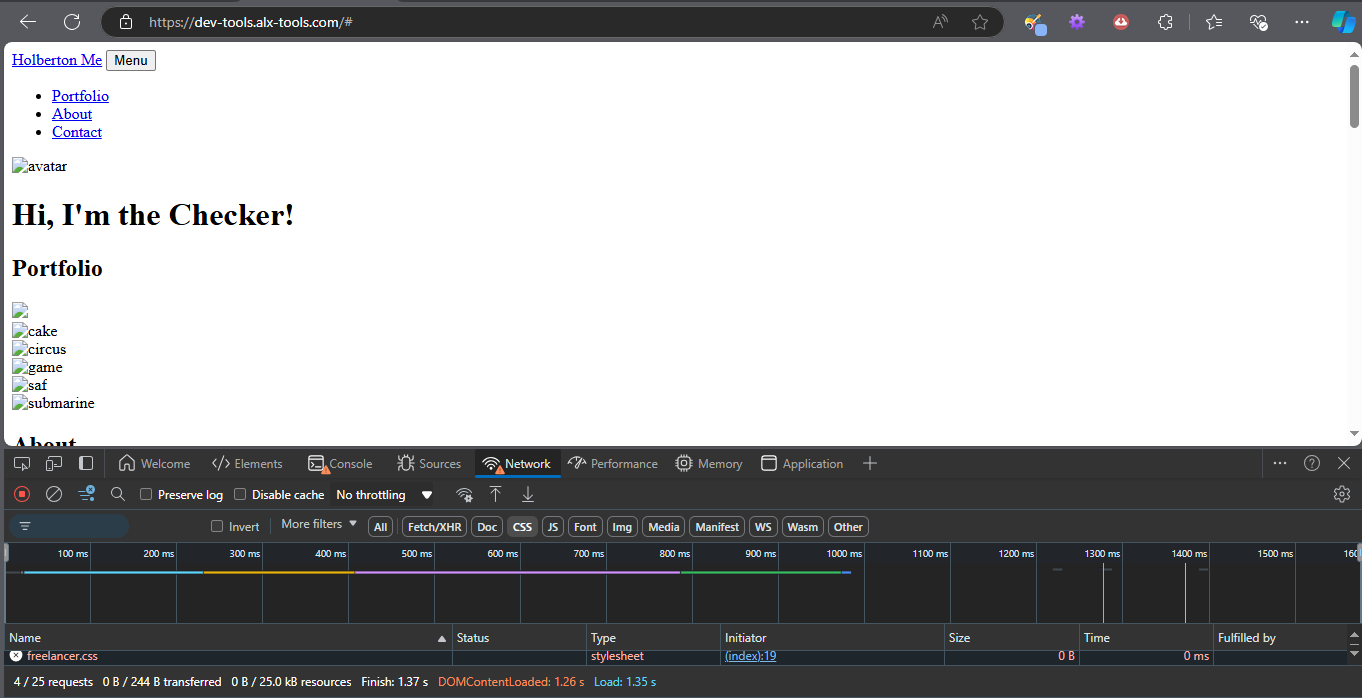 https://dev-tools.alx-tools.com/#
Holberton Me Menu
Portfolio
About
Contact
avatar
Hi, I'm the Checker!
Portfolio
cake
circus
game
saf
submarine
About
Welcome Elements Console Sources Network Performance Memory Application
Preserve log Disable cache No throttling
Invert More filters All Fetch/XHR Doc CSS JS Font Img Media Manifest WS Wasm Other
100 ms 200 ms 300 ms 400 ms 500 ms 600 ms 700 ms 800 ms 900 ms 1000 ms 1100 ms 1200 ms 1300 ms 1400 ms 1500 ms 160
Name Status Type Initiator Size Time Fulfilled by
freelancer.css stylesheet (index):19 0 B 0 ms
4 / 25 requests 0 B / 244 B transferred 0 B / 25.0 kB resources Finish: 1.37 s DOMContentLoaded: 1.26 s Load: 1.35 s